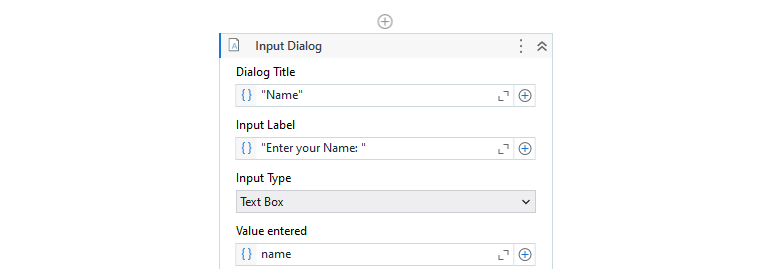 Input Dialog
Dialog Title
"Name"
Input Label
"Enter your Name: "
Input Type
Text Box
Value entered
name